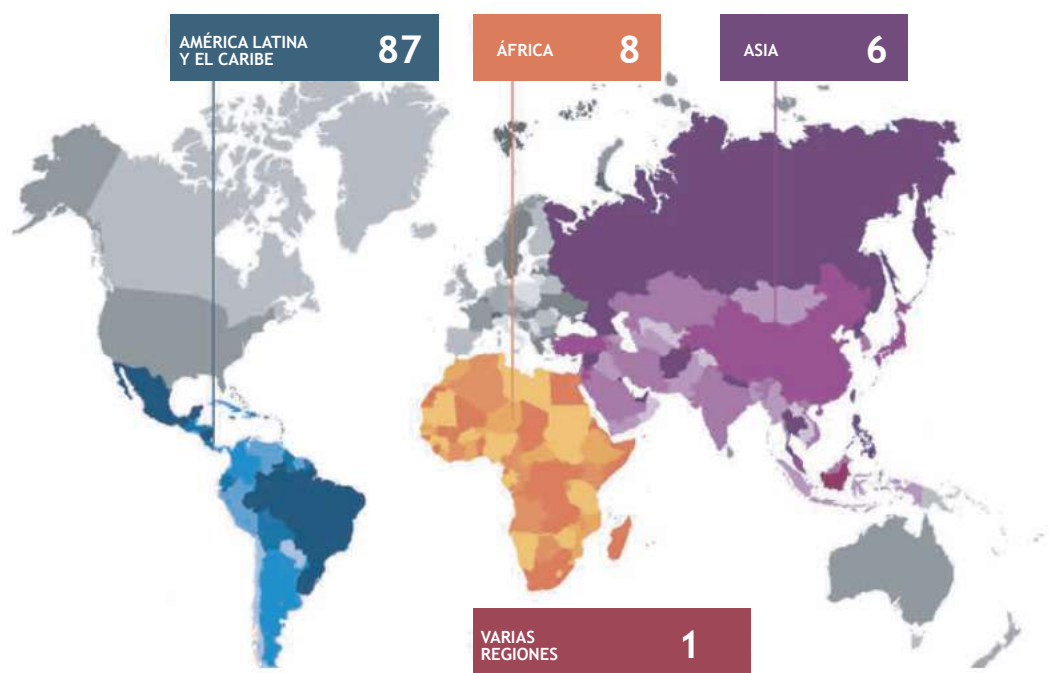 AMÉRICA LATINA
Y EL CARIBE
87
ÁFRICA
8
ASIA
6
VARIAS
REGIONES
1